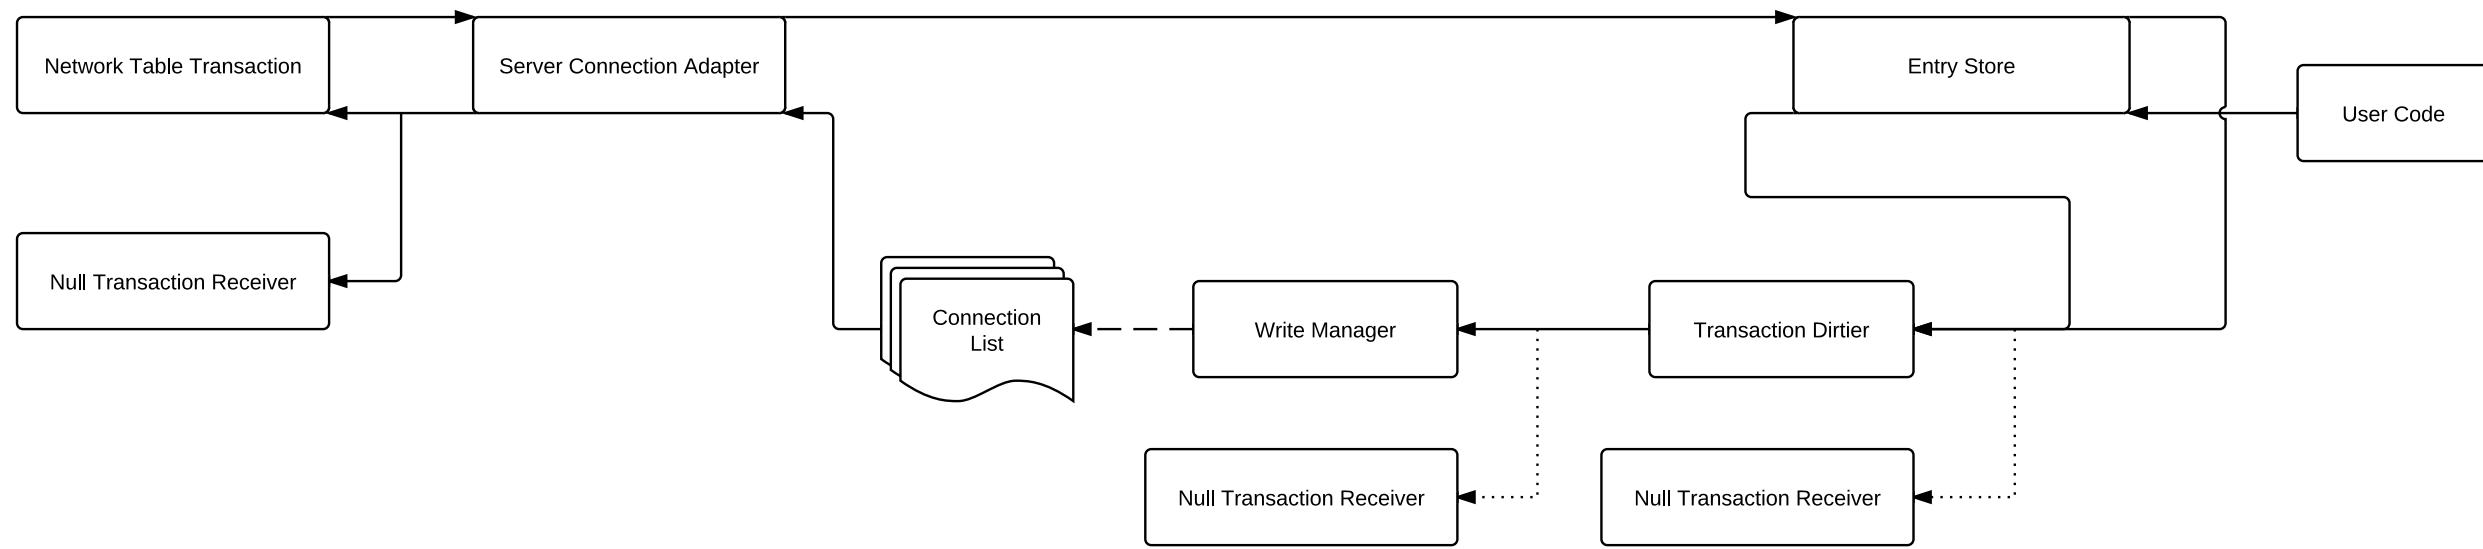 Network Table Transaction
Server Connection Adapter
Entry Store
User Code
Null Transaction Receiver
Connection
List
Write Manager
Transaction Dirtier
Null Transaction Receiver
Null Transaction Receiver